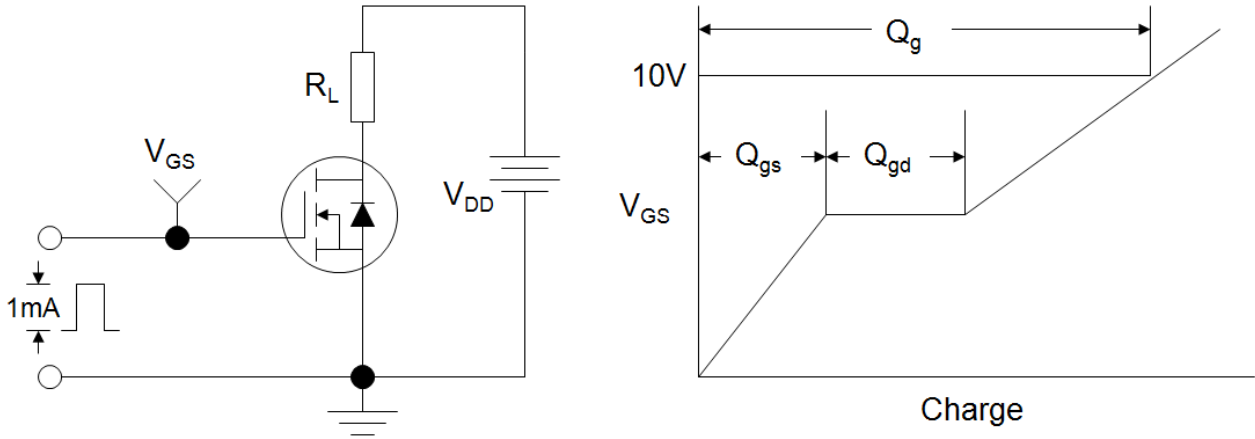 R_L
V_GS
V_DD
1mA
Q_g
10V
Q_gs
Q_gd
V_GS
Charge